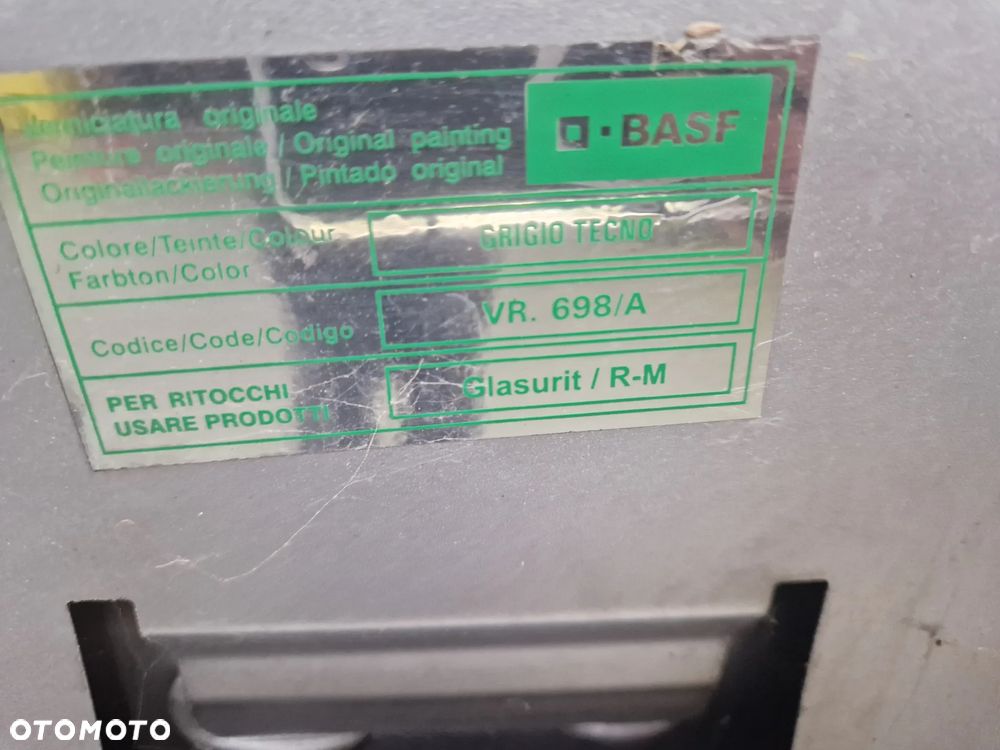 Verniciatura originale
Peinture originale / Original painting
Originallackierung / Pintado original
BASF
Colore/Teinte/Colour
Farbton/Color
GRIGIO TECNO
Codice/Code/Codigo
VR. 698/A
PER RITOCCHI
USARE PRODOTTI
Glasurit / R-M
OTOMOTO